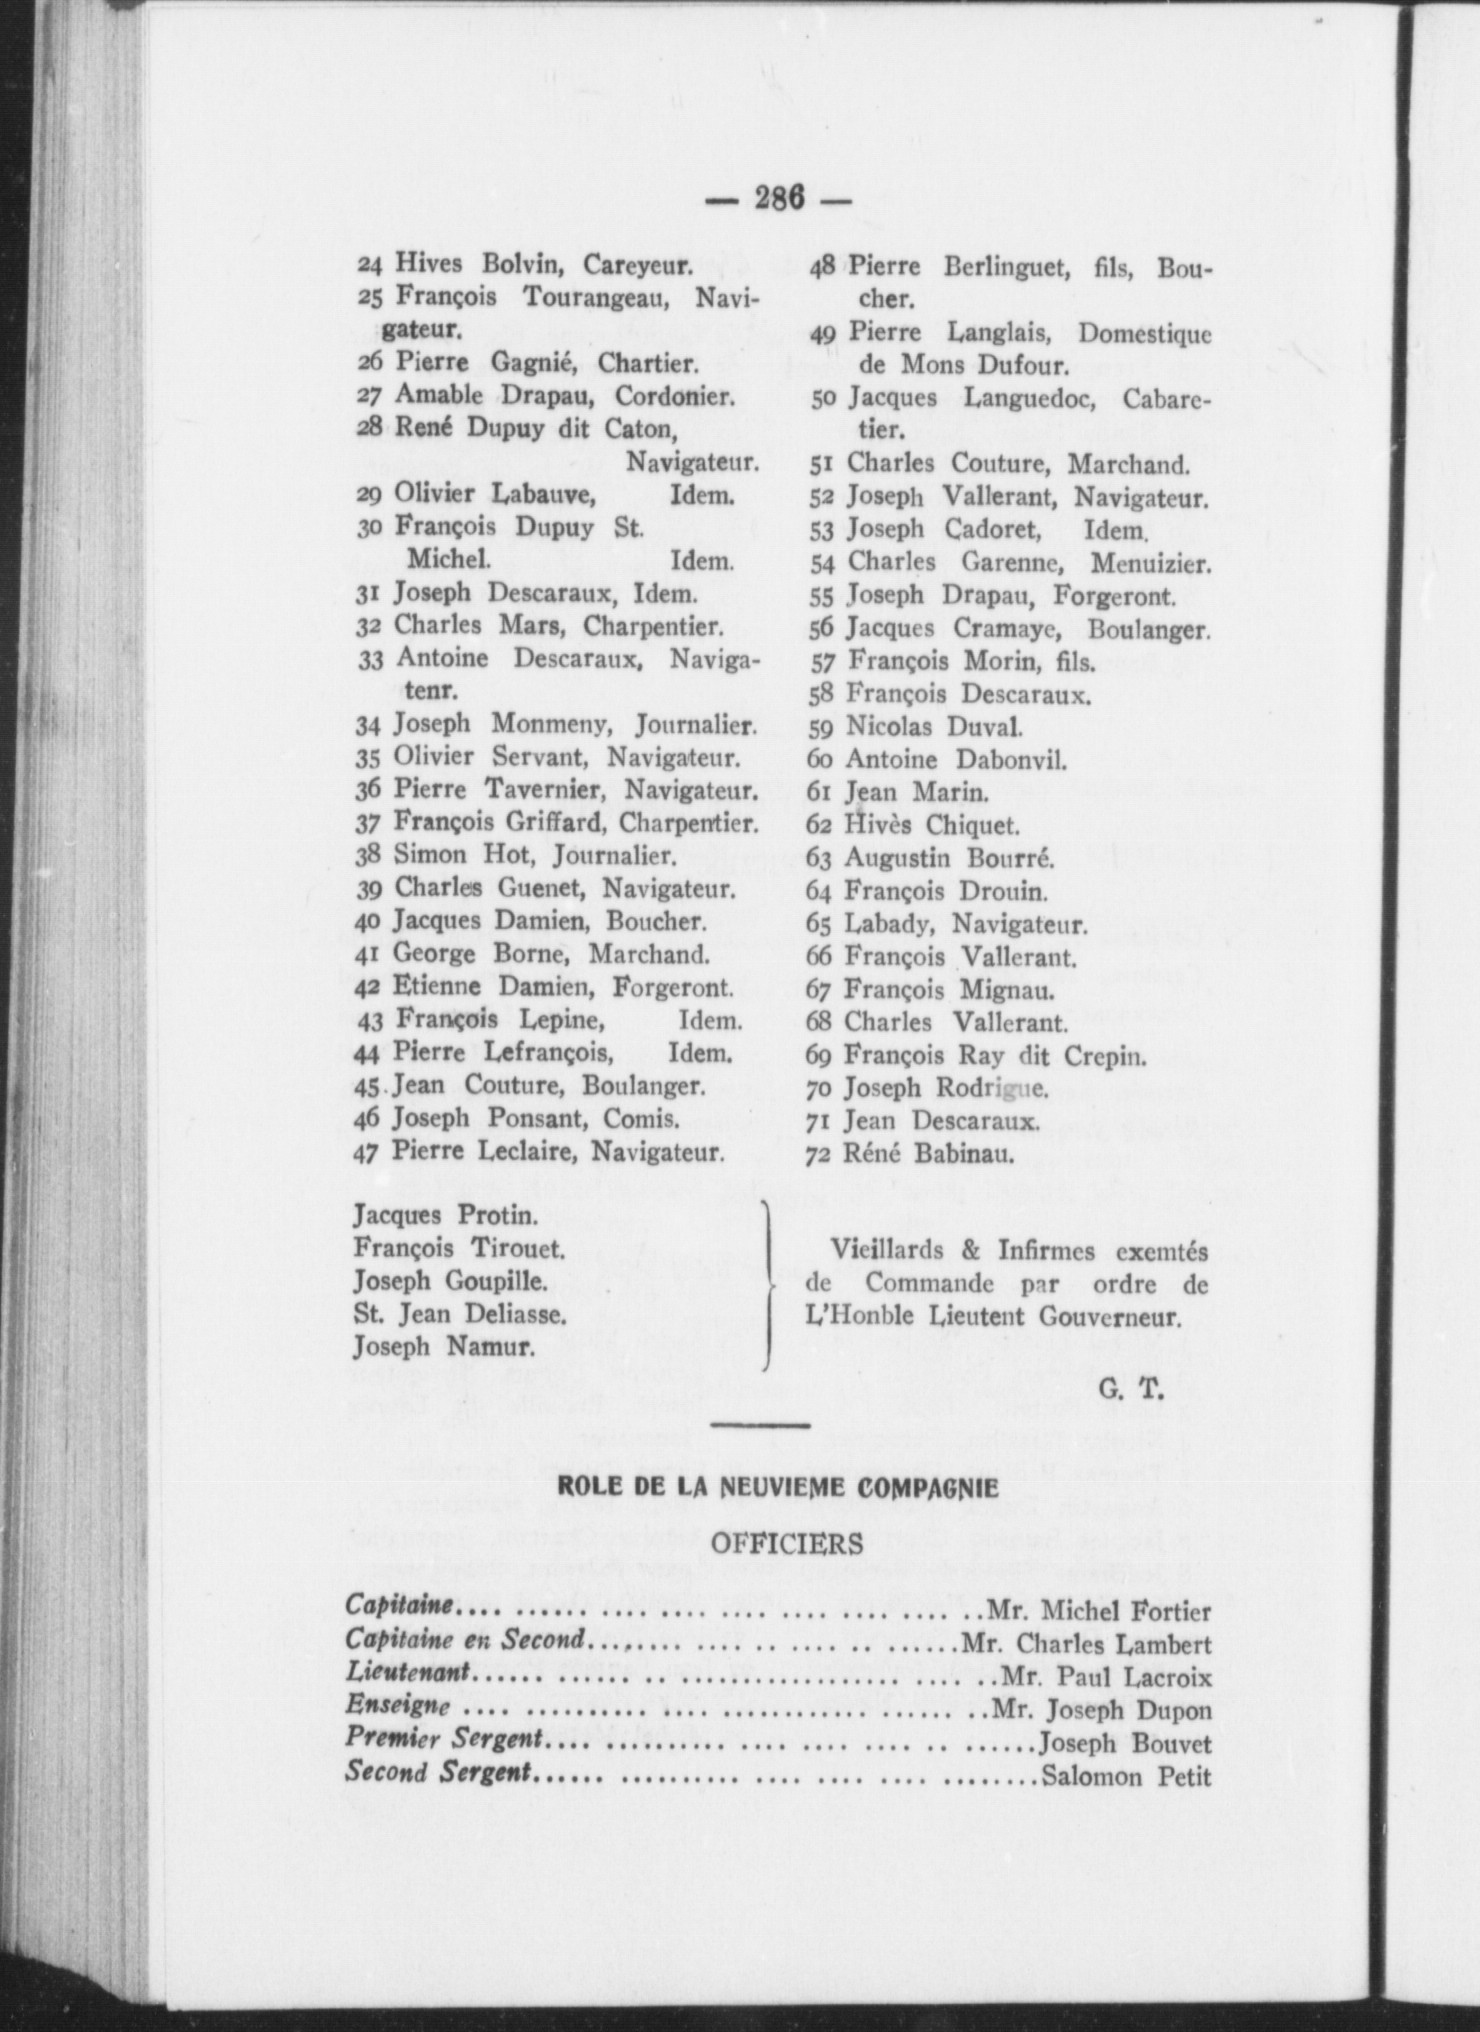 — 286 —
24 Hives Bolvin, Careyeur.
25 François Tourangeau, Navi-
gateur.
26 Pierre Gagnié, Chartier.
27 Amable Drapau, Cordonier.
28 René Dupuy dit Caton,
Navigateur.
29 Olivier Labauve, Idem.
30 François Dupuy St.
Michel. Idem.
31 Joseph Descaraux, Idem.
32 Charles Mars, Charpentier.
33 Antoine Descaraux, Naviga-
tenr.
34 Joseph Monmeny, Journalier.
35 Olivier Servant, Navigateur.
36 Pierre Tavernier, Navigateur.
37 François Griffard, Charpentier.
38 Simon Hot, Journalier.
39 Charles Guenet, Navigateur.
40 Jacques Damien, Boucher.
41 George Borne, Marchand.
42 Etienne Damien, Forgeront.
43 François Lepine, Idem.
44 Pierre Lefrançois, Idem.
45 Jean Couture, Boulanger.
46 Joseph Ponsant, Comis.
47 Pierre Leclaire, Navigateur.
48 Pierre Berlinguet, fils, Bou-
cher.
49 Pierre Langlais, Domestique
de Mons Dufour.
50 Jacques Languedoc, Cabare-
tier.
51 Charles Couture, Marchand.
52 Joseph Vallerant, Navigateur.
53 Joseph Cadoret, Idem.
54 Charles Garenne, Menuizier.
55 Joseph Drapau, Forgeront.
56 Jacques Cramaye, Boulanger.
57 François Morin, fils.
58 François Descaraux.
59 Nicolas Duval.
60 Antoine Dabonvil.
61 Jean Marin.
62 Hivès Chiquet.
63 Augustin Bourré.
64 François Drouin.
65 Labady, Navigateur.
66 François Vallerant.
67 François Mignau.
68 Charles Vallerant.
69 François Ray dit Crepin.
70 Joseph Rodrigue.
71 Jean Descaraux.
72 Réné Babinau.
Jacques Protin.
François Tirouet.
Joseph Goupille.
St. Jean Deliasse.
Joseph Namur.
Vieillards & Infirmes exemtés
de Commande par ordre de
L'Honble Lieutent Gouverneur.
G. T.
ROLE DE LA NEUVIEME COMPAGNIE
OFFICIERS
Capitaine.... ...... .... .... .... .... .... .... ..Mr. Michel Fortier
Capitaine en Second........ .... .. .... .. ......Mr. Charles Lambert
Lieutenant...... ...... .. .................. .... ..Mr. Paul Lacroix
Enseigne .... .......... .... ............ ...... ..Mr. Joseph Dupon
Premier Sergent.... .......... .... .... .... .. ......Joseph Bouvet
Second Sergent...... .......... .... .... .... ........Salomon Petit